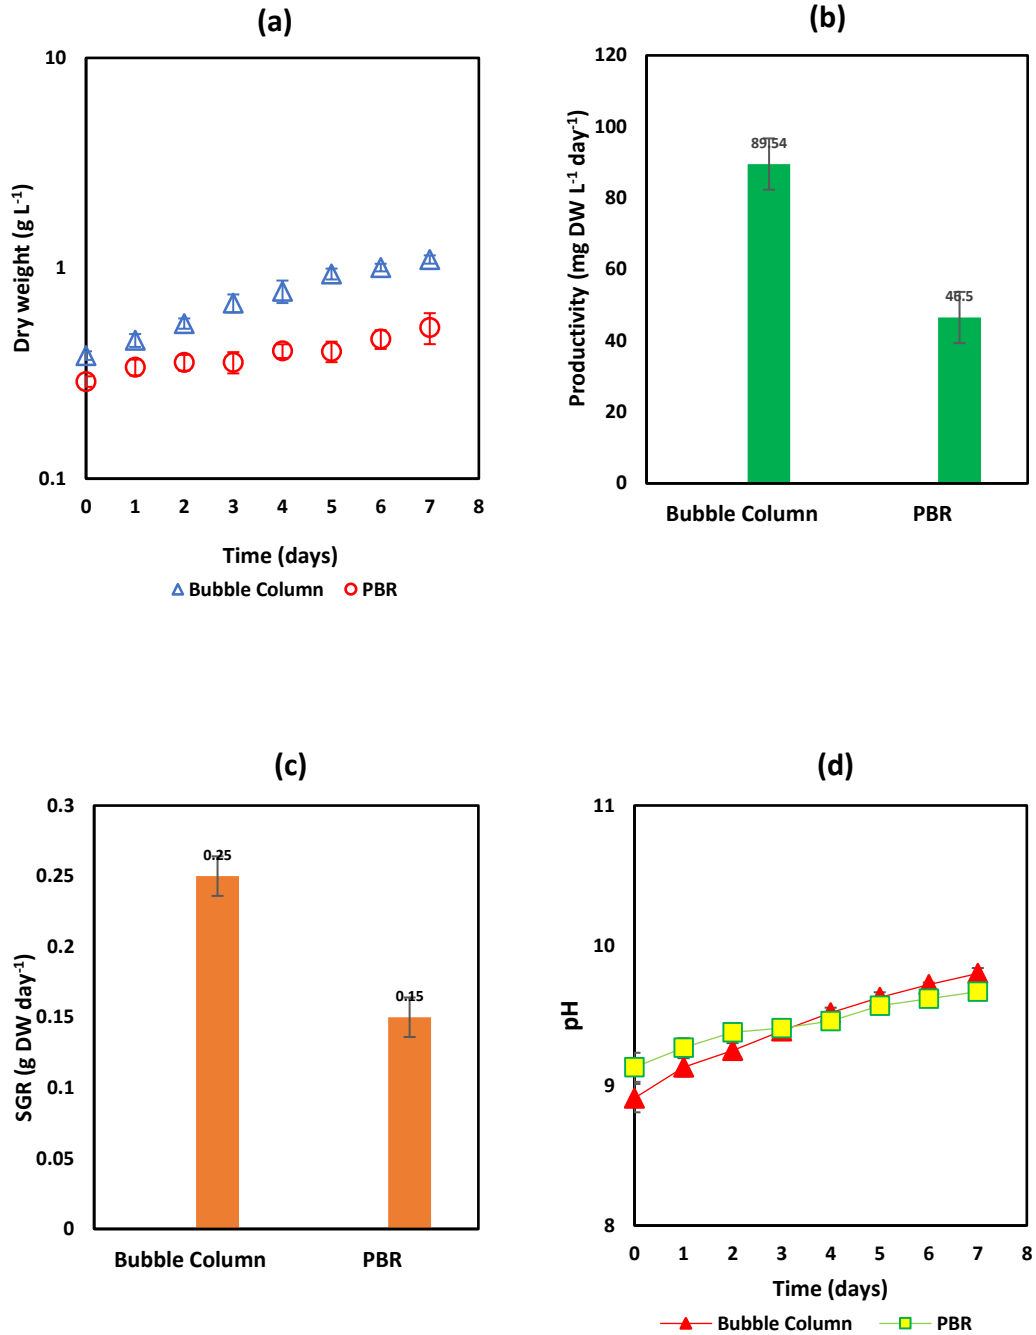 (a)
10
1
0.1
Dry weight (g L-1)
0 1 2 3 4 5 6 7 8
Time (days)
Bubble Column PBR
(b)
120
100
80
60
40
20
0
Productivity (mg DW L-1 day-1)
89.54
46.5
Bubble Column PBR
(c)
0.3
0.25
0.2
0.15
0.1
0.05
0
SGR (g DW day-1)
0.25
0.15
Bubble Column PBR
(d)
11
10
9
8
pH
0 1 2 3 4 5 6 7 8
Time (days)
Bubble Column PBR